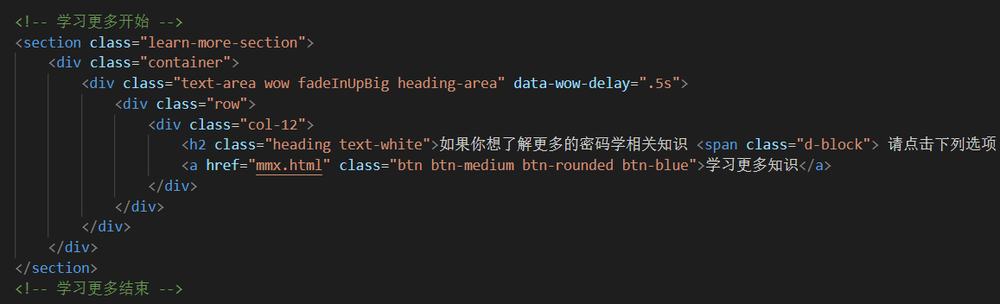 <!-- 学习更多开始 -->
<section class="learn-more-section">
<div class="container">
<div class="text-area wow fadeInUpBig heading-area" data-wow-delay=".5s">
<div class="row">
<div class="col-12">
<h2 class="heading text-white">如果你想了解更多的密码学相关知识 <span class="d-block"> 请点击下列选项
<a href="mmx.html" class="btn btn-medium btn-rounded btn-blue">学习更多知识</a>
</div>
</div>
</div>
</div>
</section>
<!-- 学习更多结束 -->